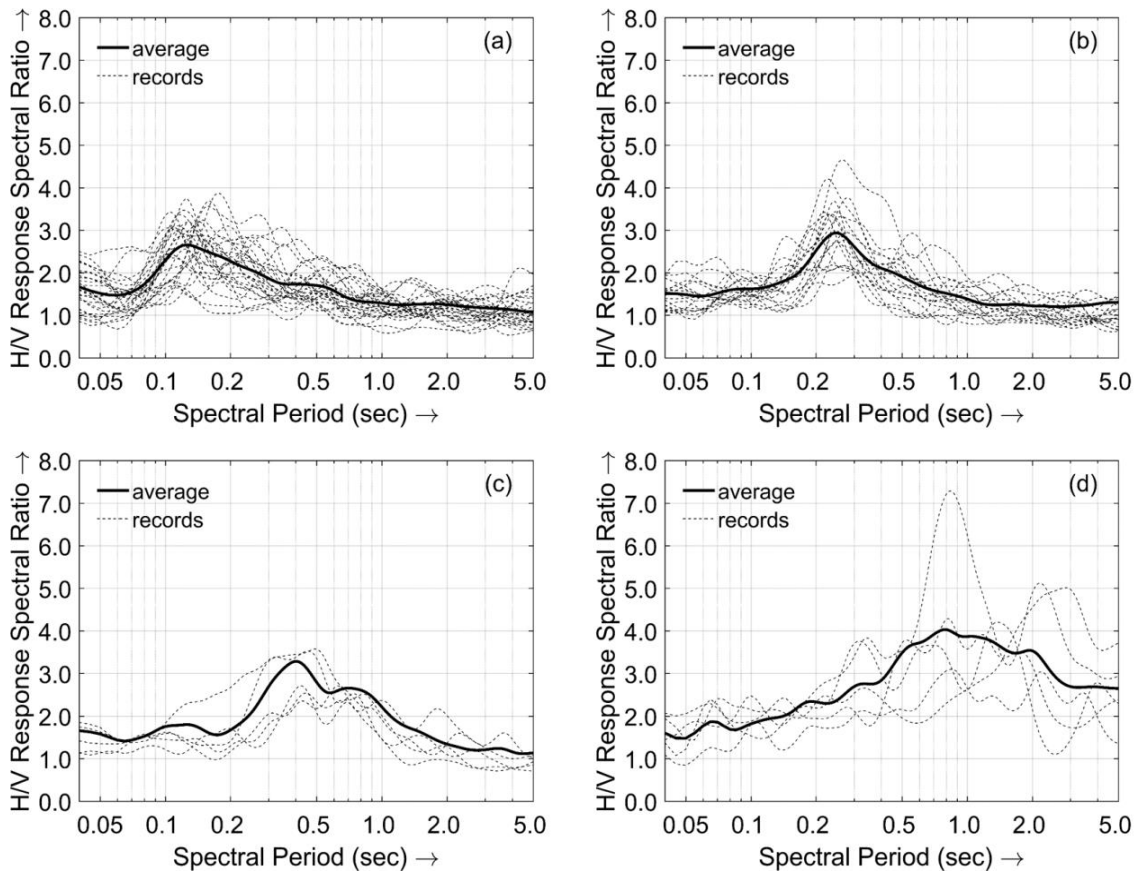 (a)
average
records
8.0
7.0
6.0
5.0
4.0
3.0
2.0
1.0
0.0
H/V Response Spectral Ratio →
0.05 0.1 0.2 0.5 1.0 2.0 5.0
Spectral Period (sec) →
(b)
average
records
8.0
7.0
6.0
5.0
4.0
3.0
2.0
1.0
0.0
H/V Response Spectral Ratio →
0.05 0.1 0.2 0.5 1.0 2.0 5.0
Spectral Period (sec) →
(c)
average
records
8.0
7.0
6.0
5.0
4.0
3.0
2.0
1.0
0.0
H/V Response Spectral Ratio →
0.05 0.1 0.2 0.5 1.0 2.0 5.0
Spectral Period (sec) →
(d)
average
records
8.0
7.0
6.0
5.0
4.0
3.0
2.0
1.0
0.0
H/V Response Spectral Ratio →
0.05 0.1 0.2 0.5 1.0 2.0 5.0
Spectral Period (sec) →